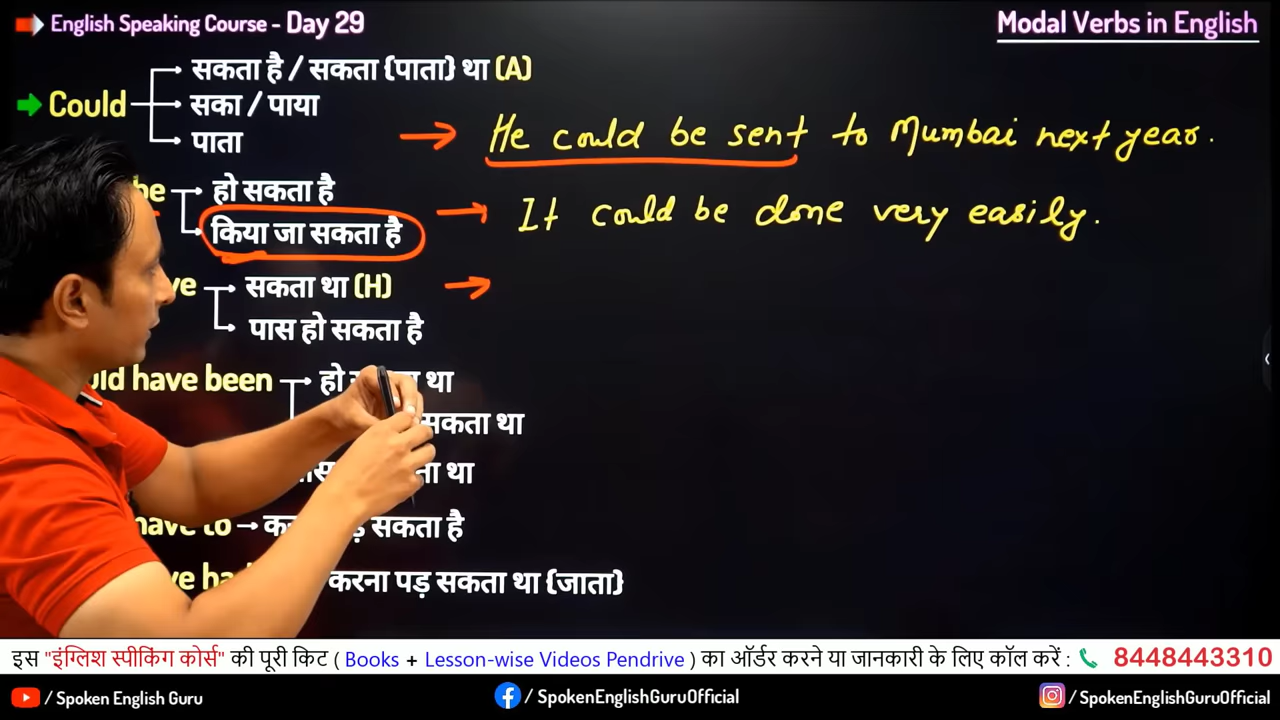 English Speaking Course - Day 29
Modal Verbs in English
Could
सकता है / सकता {पाता} था (A)
सका / पाया
पाता
He could be sent to Mumbai next year.
be
हो सकता है
किया जा सकता है
It could be done very easily.
सकता था (H)
पास हो सकता है
have been
हो था
सकता था
था
to
सकता है
करना पड़ सकता था {जाता}
इस "इंग्लिश स्पीकिंग कोर्स" की पूरी किट ( Books + Lesson-wise Videos Pendrive ) का ऑर्डर करने या जानकारी के लिए कॉल करें : 8448443310
/ Spoken English Guru
/ SpokenEnglishGuruOfficial
/ SpokenEnglishGuruOfficial